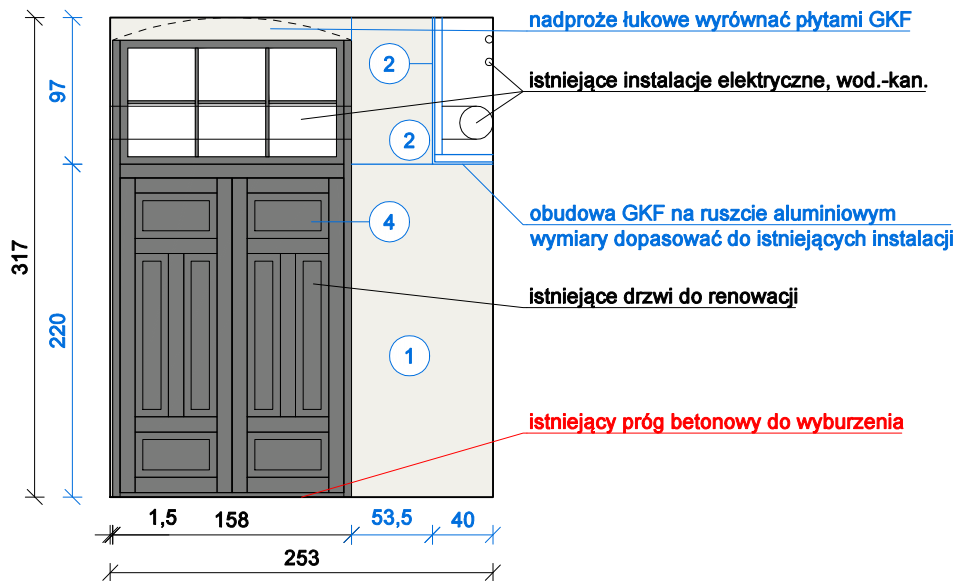 nadproże łukowe wyrównać płytami GKF
2
istniejące instalacje elektryczne, wod.-kan.
97
2
obudowa GKF na ruszcie aluminiowym
4
wymiary dopasować do istniejących instalacji
317
istniejące drzwi do renowacji
220
1
istniejący próg betonowy do wyburzenia
1,5 158 53,5 40
253